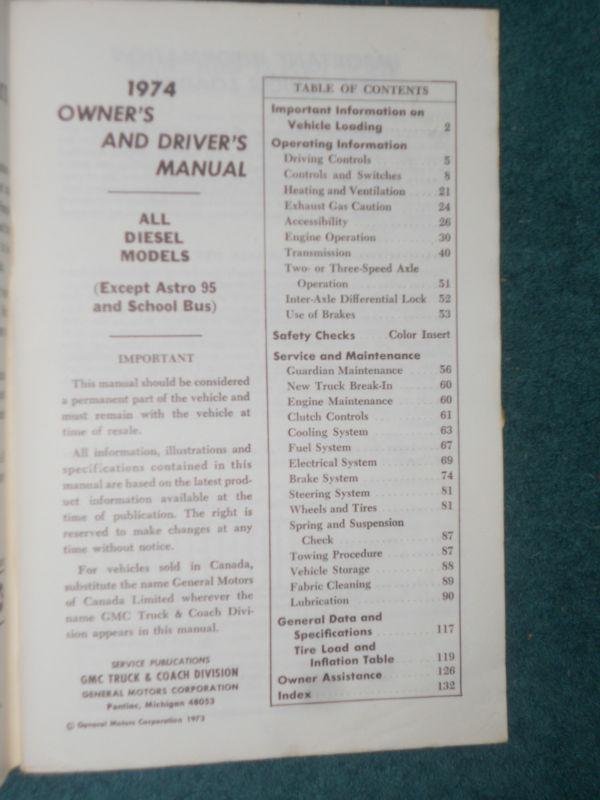 1974
OWNER'S
AND DRIVER'S
MANUAL
ALL
DIESEL
MODELS
(Except Astro 95
and School Bus)
IMPORTANT
This manual should be considered
a permanent part of the vehicle and
must remain with the vehicle at
time of resale.
All information, illustrations and
specifications contained in this
manual are based on the latest prod-
uct information available at the
time of publication. The right is
reserved to make changes at any
time without notice.
For vehicles sold in Canada,
substitute the name General Motors
of Canada Limited wherever the
name GMC Truck & Coach Divi-
sion appears in this manual.
SERVICE PUBLICATIONS
GMC TRUCK & COACH DIVISION
GENERAL MOTORS CORPORATION
Pontiac, Michigan 48053
© General Motors Corporation 1973
TABLE OF CONTENTS
Important Information on
Vehicle Loading 2
Operating Information
Driving Controls 5
Controls and Switches 8
Heating and Ventilation 21
Exhaust Gas Caution 24
Accessibility 26
Engine Operation 30
Transmission 40
Two- or Three-Speed Axle
Operation 51
Inter-Axle Differential Lock 52
Use of Brakes 53
Safety Checks Color Insert
Service and Maintenance
Guardian Maintenance 56
New Truck Break-In 60
Engine Maintenance 60
Clutch Controls 61
Cooling System 63
Fuel System 67
Electrical System 69
Brake System 74
Steering System 81
Wheels and Tires 81
Spring and Suspension
Check 87
Towing Procedure 87
Vehicle Storage 88
Fabric Cleaning 89
Lubrication 90
General Data and
Specifications 117
Tire Load and
Inflation Table 119
Owner Assistance 126
Index 132